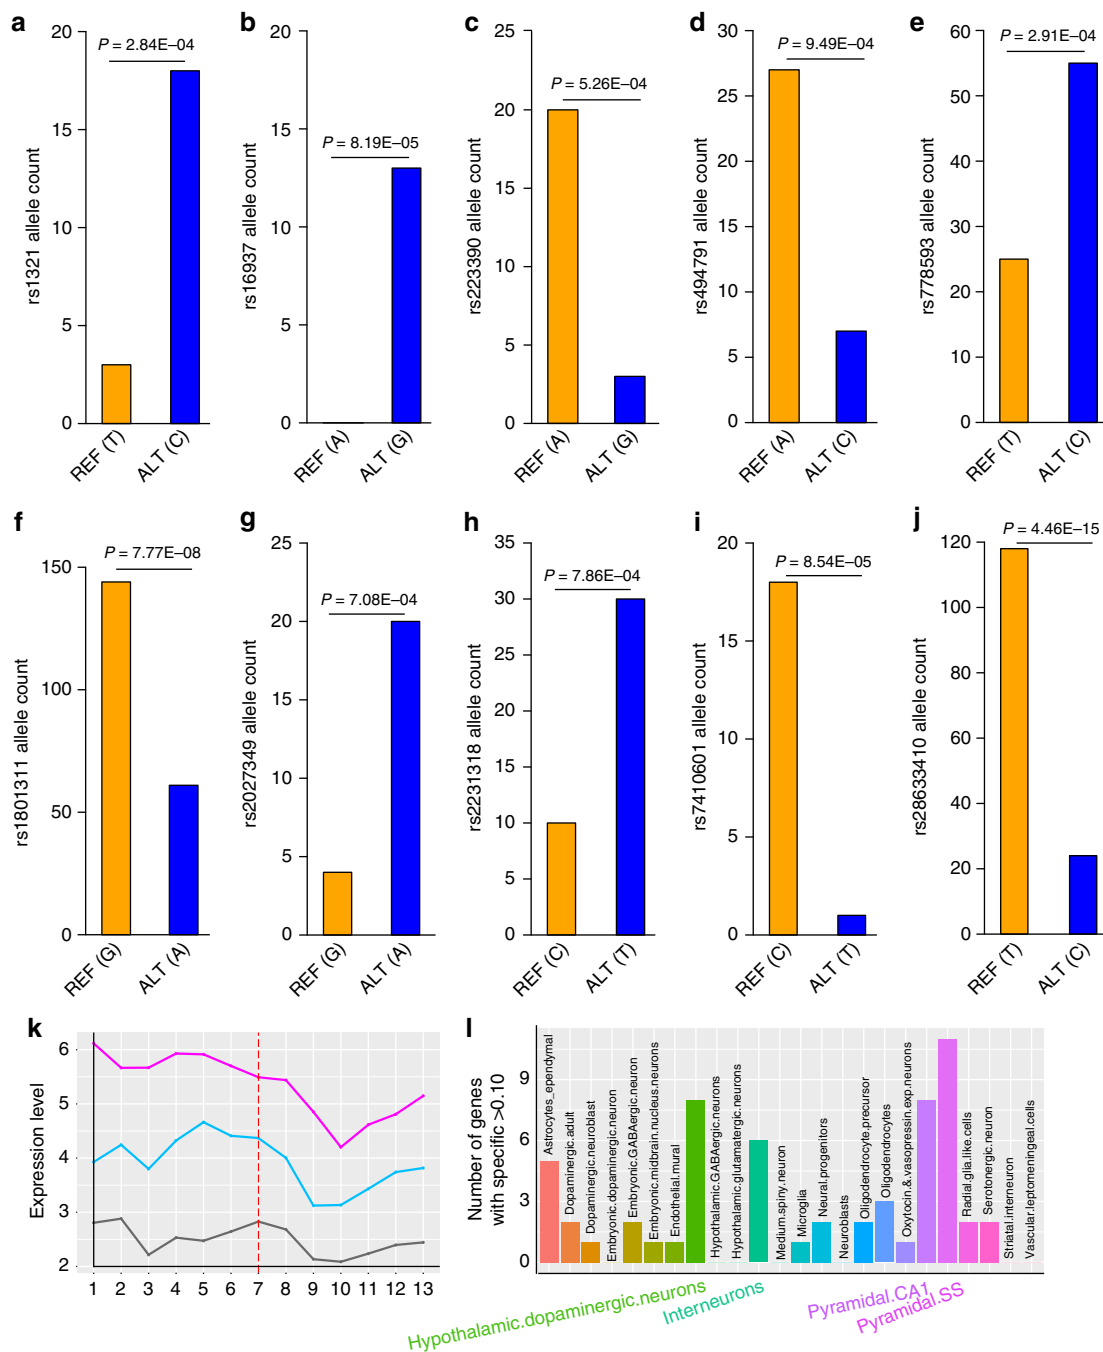 a
P = 2.84E–04
rs1321 allele count
20
15
10
5
0
REF (T)
ALT (C)
b
P = 8.19E–05
rs16937 allele count
20
15
10
5
0
REF (A)
ALT (G)
c
P = 5.26E–04
rs223390 allele count
25
20
15
10
5
0
REF (A)
ALT (G)
d
P = 9.49E–04
rs494791 allele count
30
25
20
15
10
5
0
REF (A)
ALT (C)
e
P = 2.91E–04
rs778593 allele count
60
50
40
30
20
10
0
REF (T)
ALT (C)
f
P = 7.77E–08
rs1801311 allele count
150
100
50
0
REF (G)
ALT (A)
g
P = 7.08E–04
rs2027349 allele count
25
20
15
10
5
0
REF (G)
ALT (A)
h
P = 7.86E–04
rs2231318 allele count
35
30
25
20
15
10
5
0
REF (C)
ALT (T)
i
P = 8.54E–05
rs7410601 allele count
20
15
10
5
0
REF (C)
ALT (T)
j
P = 4.46E–15
rs28633410 allele count
120
100
80
60
40
20
0
REF (T)
ALT (C)
k
Expression level
6
5
4
3
2
1 2 3 4 5 6 7 8 9 10 11 12 13
l
Number of genes
with specific >0.10
9
6
3
0
Astrocytes_ependymal
Dopaminergic.adult
Dopaminergic.neuroblast
Embryonic.dopaminergic.neuron
Embryonic.GABAergic.neuron
Embryonic.midbrain.nucleus.neurons
Endothelial.mural
Hypothalamic.dopaminergic.neurons
Hypothalamic.GABAergic.neurons
Hypothalamic.glutamatergic.neurons
Interneurons
Medium.spiny.neuron
Microglia
Neural.progenitors
Neuroblasts
Oligodendrocyte.precursor
Oligodendrocytes
Oxytocin.&.vasopressin.exp.neurons
Pyramidal.CA1
Pyramidal.SS
Radial.glia.like.cells
Serotonergic.neuron
Striatal.interneuron
Vascular.leptomeningeal.cells